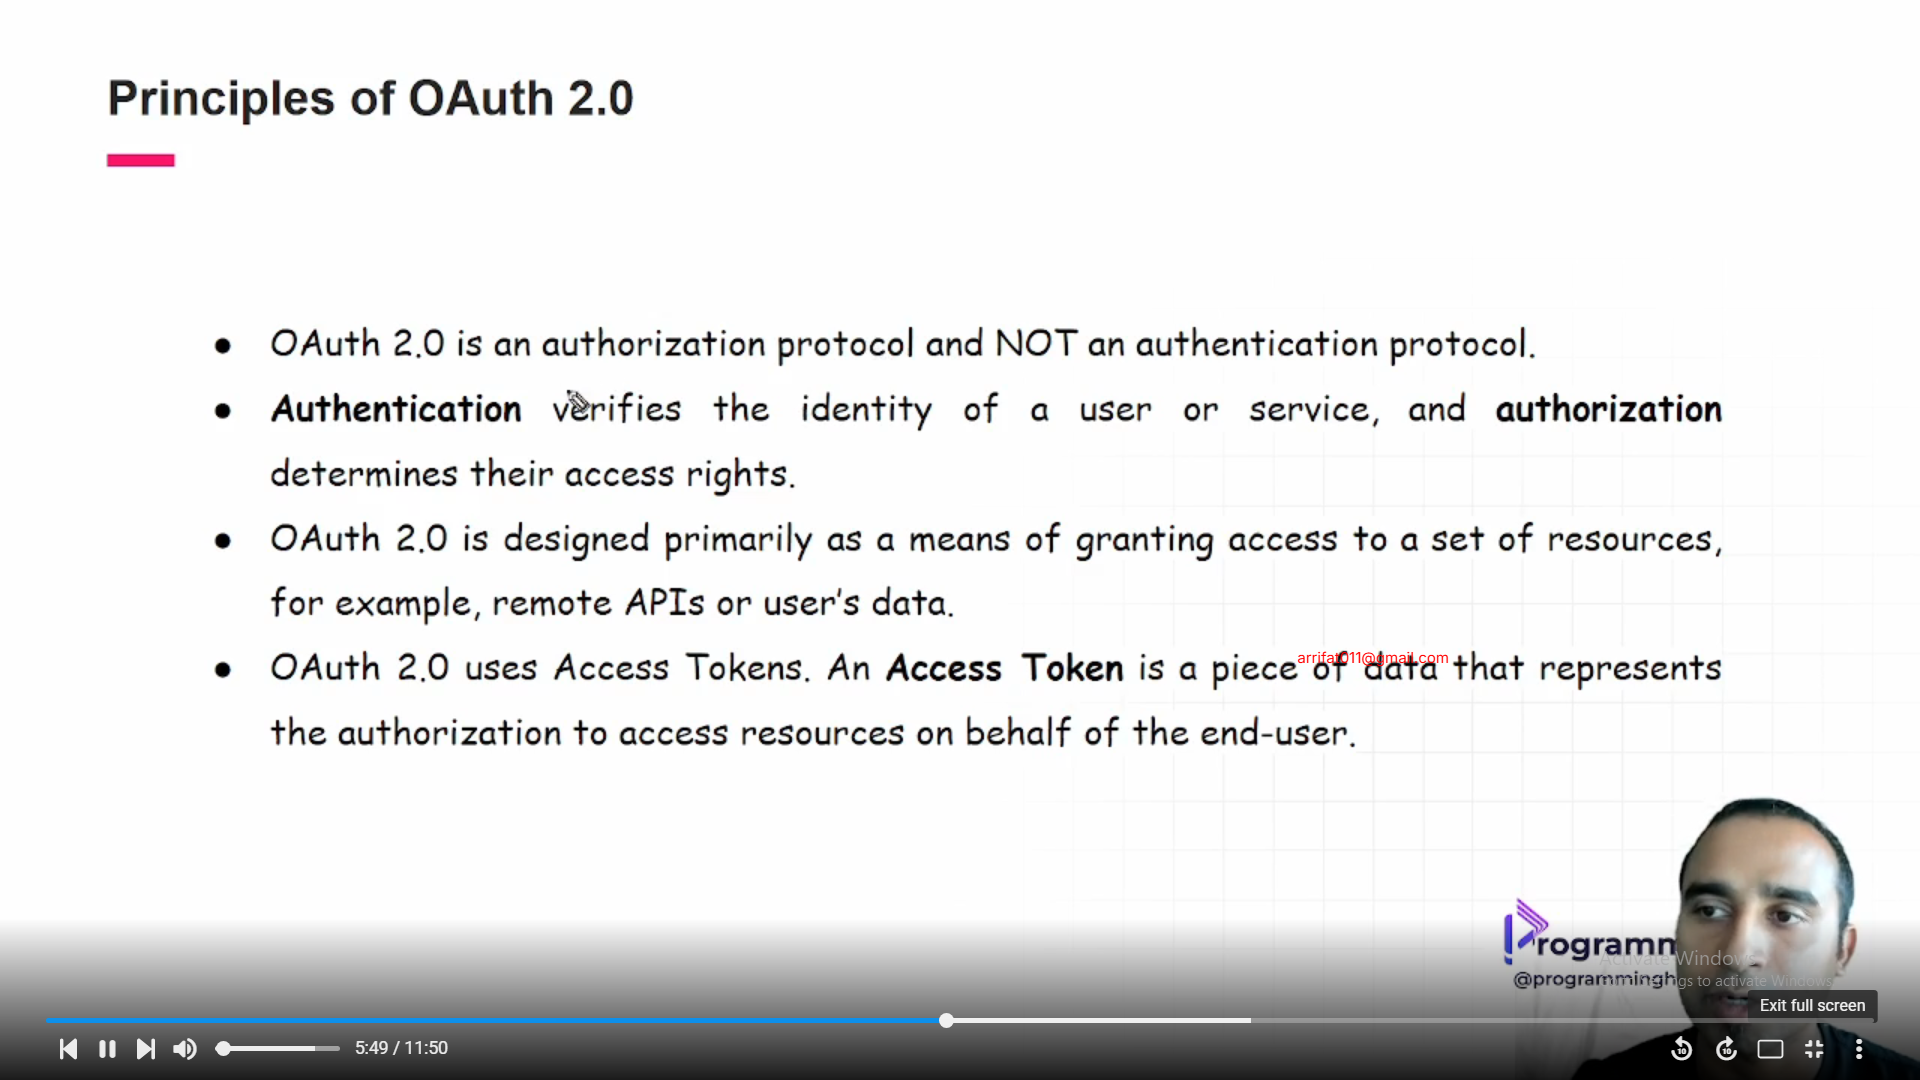 Principles of OAuth 2.0
● OAuth 2.0 is an authorization protocol and NOT an authentication protocol.
● Authentication verifies the identity of a user or service, and authorization
determines their access rights.
● OAuth 2.0 is designed primarily as a means of granting access to a set of resources,
for example, remote APIs or user's data.
arrifat011@gmail.com
● OAuth 2.0 uses Access Tokens. An Access Token is a piece of data that represents
the authorization to access resources on behalf of the end-user.
Programm
Activate Windows
@programmingh
to activate Windows
Exit full screen
5:49 / 11:50
10
10